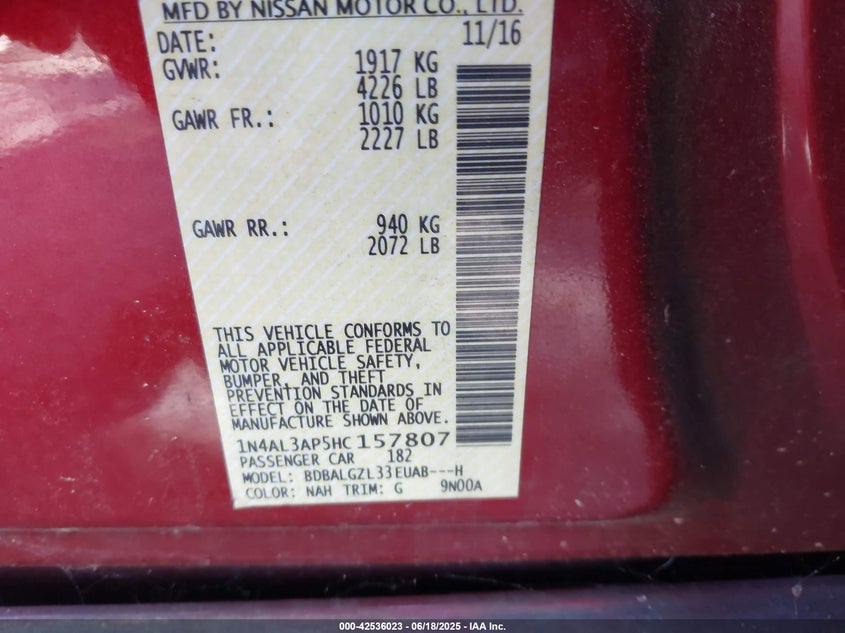 MFD BY NISSAN MOTOR CO., LTD.
DATE: 11/16
GVWR: 1917 KG
4226 LB
GAWR FR.: 1010 KG
2227 LB
GAWR RR.: 940 KG
2072 LB
THIS VEHICLE CONFORMS TO
ALL APPLICABLE FEDERAL
MOTOR VEHICLE SAFETY,
BUMPER, AND THEFT
PREVENTION STANDARDS IN
EFFECT ON THE DATE OF
MANUFACTURE SHOWN ABOVE.
1N4AL3AP5HC157807
PASSENGER CAR 182
MODEL: BDBALGZL33EUAB---H
COLOR: NAH TRIM: G 9N00A
000-42536023 | 06/18/2025 - IAA Inc.